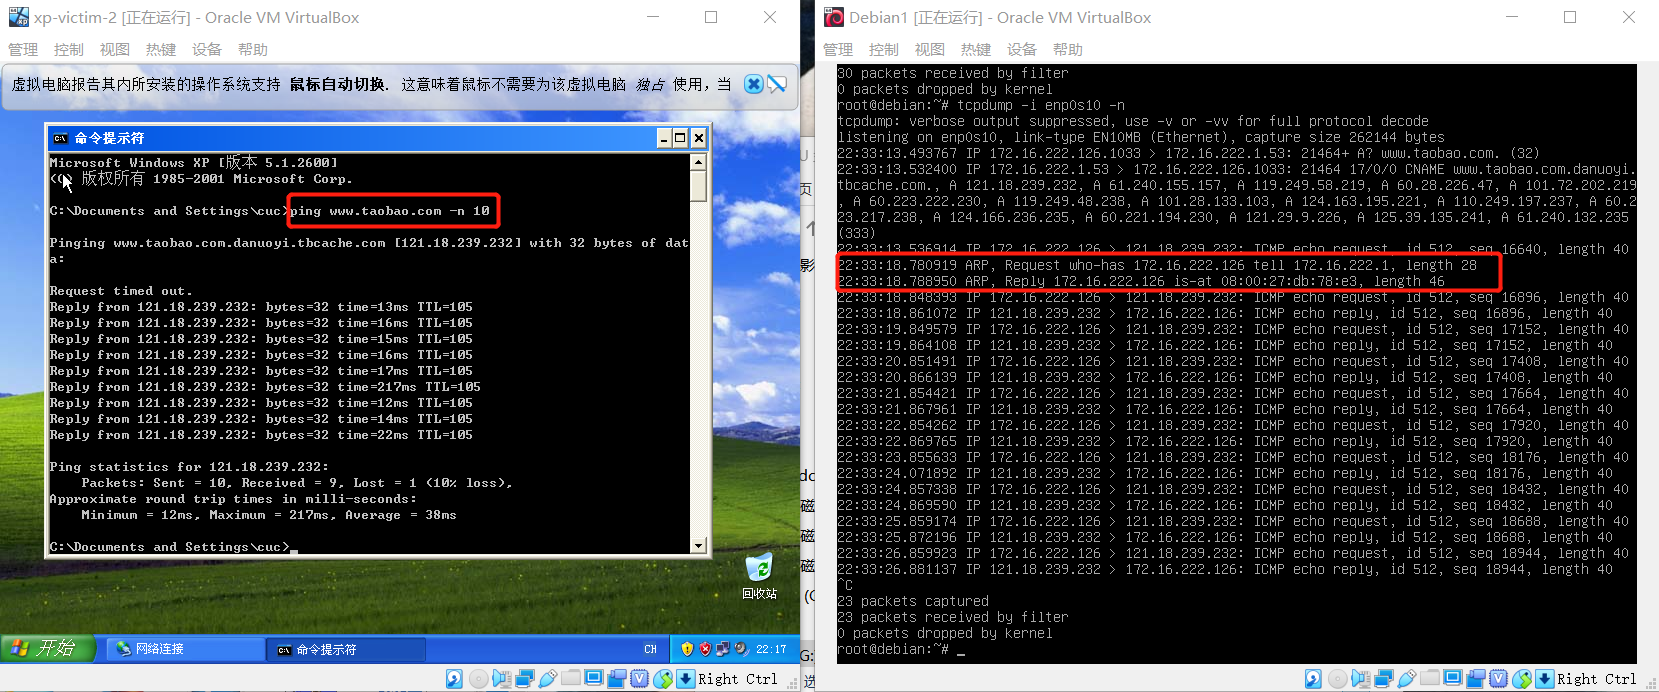 xp-victim-2 [正在运行] - Oracle VM VirtualBox
管理 控制 视图 热键 设备 帮助
虚拟电脑报告其内所安装的操作系统支持 鼠标自动切换. 这意味着鼠标不需要为该虚拟电脑 独占 使用，当
命令提示符
Microsoft Windows XP [版本 5.1.2600]
(C) 版权所有 1985-2001 Microsoft Corp.
C:\Documents and Settings\cuc>ping www.taobao.com -n 10
Pinging www.taobao.com.danuoyi.tbcache.com [121.18.239.232] with 32 bytes of dat
a:
Request timed out.
Reply from 121.18.239.232: bytes=32 time=13ms TTL=105
Reply from 121.18.239.232: bytes=32 time=16ms TTL=105
Reply from 121.18.239.232: bytes=32 time=15ms TTL=105
Reply from 121.18.239.232: bytes=32 time=16ms TTL=105
Reply from 121.18.239.232: bytes=32 time=17ms TTL=105
Reply from 121.18.239.232: bytes=32 time=217ms TTL=105
Reply from 121.18.239.232: bytes=32 time=12ms TTL=105
Reply from 121.18.239.232: bytes=32 time=14ms TTL=105
Reply from 121.18.239.232: bytes=32 time=22ms TTL=105
Ping statistics for 121.18.239.232:
Packets: Sent = 10, Received = 9, Lost = 1 (10% loss),
Approximate round trip times in milli-seconds:
Minimum = 12ms, Maximum = 217ms, Average = 38ms
C:\Documents and Settings\cuc>_
回收站
开始 网络连接 命令提示符 CH 22:17
Right Ctrl
Debian1 [正在运行] - Oracle VM VirtualBox
管理 控制 视图 热键 设备 帮助
30 packets received by filter
0 packets dropped by kernel
root@debian:~# tcpdump -i enp0s10 -n
tcpdump: verbose output suppressed, use -v or -vv for full protocol decode
listening on enp0s10, link-type EN10MB (Ethernet), capture size 262144 bytes
22:33:13.493767 IP 172.16.222.126.1033 > 172.16.222.1.53: 21464+ A? www.taobao.com. (32)
22:33:13.532400 IP 172.16.222.1.53 > 172.16.222.126.1033: 21464 17/0/0 CNAME www.taobao.com.danuoyi.
tbcache.com., A 121.18.239.232, A 61.240.155.157, A 119.249.58.219, A 60.28.226.47, A 101.72.202.219
, A 60.223.222.230, A 119.249.48.238, A 101.28.133.103, A 124.163.195.221, A 110.249.197.237, A 60.2
23.217.238, A 124.166.236.235, A 60.221.194.230, A 121.29.9.226, A 125.39.135.241, A 61.240.132.235
(333)
22:33:13.536914 IP 172.16.222.126 > 121.18.239.232: ICMP echo request, id 512, seq 16640, length 40
22:33:18.780919 ARP, Request who-has 172.16.222.126 tell 172.16.222.1, length 28
22:33:18.788950 ARP, Reply 172.16.222.126 is-at 08:00:27:db:78:e3, length 46
22:33:18.848393 IP 172.16.222.126 > 121.18.239.232: ICMP echo request, id 512, seq 16896, length 40
22:33:18.861072 IP 121.18.239.232 > 172.16.222.126: ICMP echo reply, id 512, seq 16896, length 40
22:33:19.849579 IP 172.16.222.126 > 121.18.239.232: ICMP echo request, id 512, seq 17152, length 40
22:33:19.864108 IP 121.18.239.232 > 172.16.222.126: ICMP echo reply, id 512, seq 17152, length 40
22:33:20.851491 IP 172.16.222.126 > 121.18.239.232: ICMP echo request, id 512, seq 17408, length 40
22:33:20.866139 IP 121.18.239.232 > 172.16.222.126: ICMP echo reply, id 512, seq 17408, length 40
22:33:21.854421 IP 172.16.222.126 > 121.18.239.232: ICMP echo request, id 512, seq 17664, length 40
22:33:21.867961 IP 121.18.239.232 > 172.16.222.126: ICMP echo reply, id 512, seq 17664, length 40
22:33:22.854262 IP 172.16.222.126 > 121.18.239.232: ICMP echo request, id 512, seq 17920, length 40
22:33:22.869765 IP 121.18.239.232 > 172.16.222.126: ICMP echo reply, id 512, seq 17920, length 40
22:33:23.855633 IP 172.16.222.126 > 121.18.239.232: ICMP echo request, id 512, seq 18176, length 40
22:33:24.071892 IP 121.18.239.232 > 172.16.222.126: ICMP echo reply, id 512, seq 18176, length 40
22:33:24.857338 IP 172.16.222.126 > 121.18.239.232: ICMP echo request, id 512, seq 18432, length 40
22:33:24.869590 IP 121.18.239.232 > 172.16.222.126: ICMP echo reply, id 512, seq 18432, length 40
22:33:25.859174 IP 172.16.222.126 > 121.18.239.232: ICMP echo request, id 512, seq 18688, length 40
22:33:25.872196 IP 121.18.239.232 > 172.16.222.126: ICMP echo reply, id 512, seq 18688, length 40
22:33:26.859923 IP 172.16.222.126 > 121.18.239.232: ICMP echo request, id 512, seq 18944, length 40
22:33:26.881137 IP 121.18.239.232 > 172.16.222.126: ICMP echo reply, id 512, seq 18944, length 40
^C
23 packets captured
23 packets received by filter
0 packets dropped by kernel
root@debian:~# _
Right Ctrl